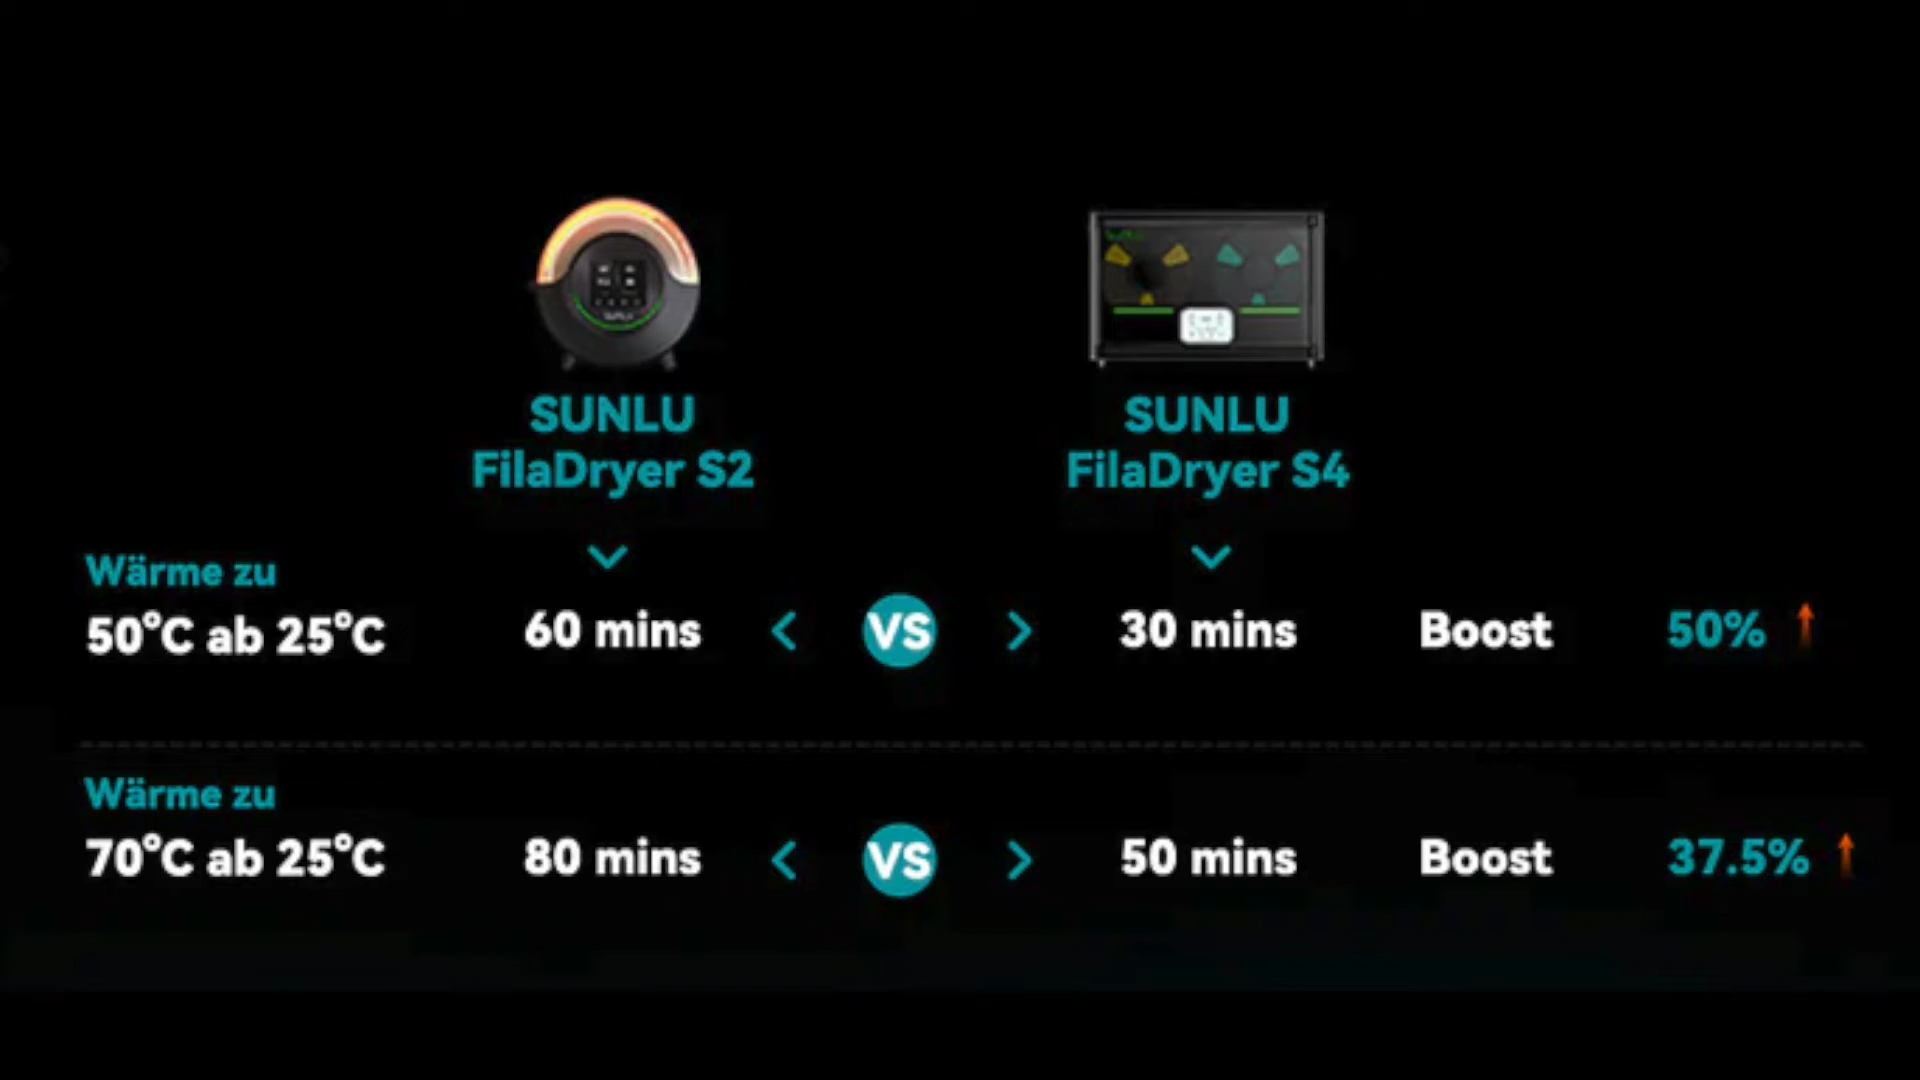 SUNLU
FilaDryer S2
SUNLU
FilaDryer S4
Wärme zu
50°C ab 25°C
60 mins
VS
30 mins
Boost
50%
Wärme zu
70°C ab 25°C
80 mins
VS
50 mins
Boost
37.5%